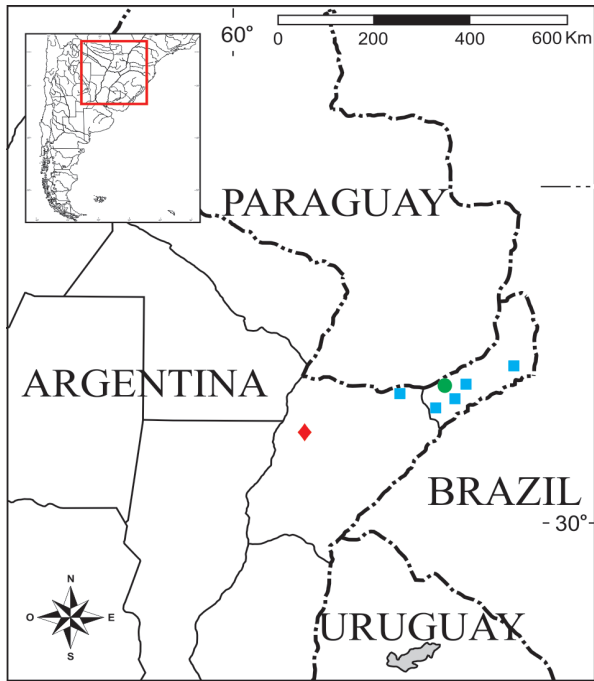 60°
0 200 400 600 Km
PARAGUAY
ARGENTINA
BRAZIL
30°
N
O E
S
URUGUAY